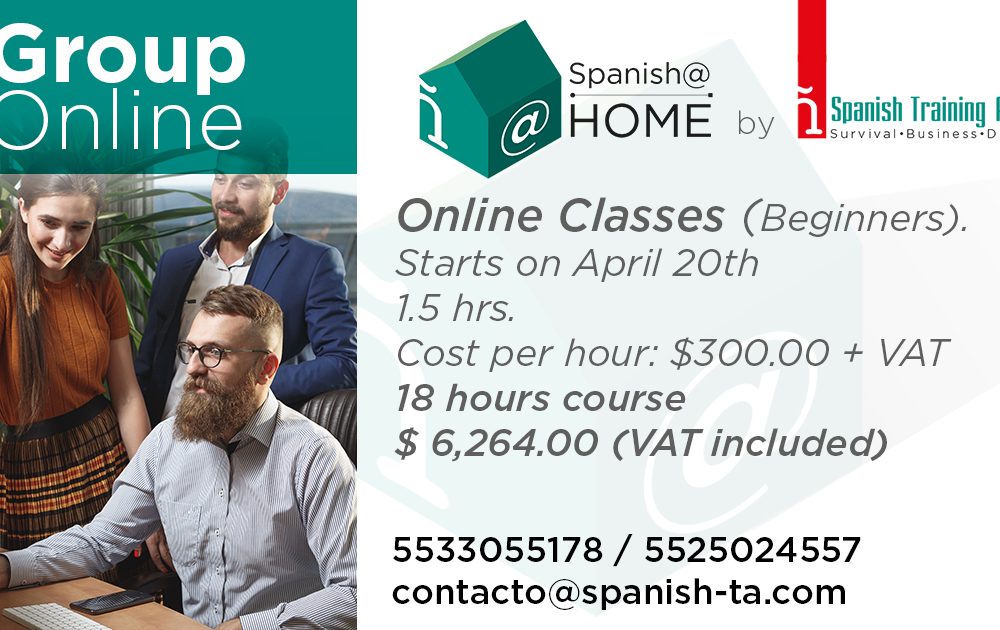 Group
Online
Spanish@
HOME
by
ñ
@
ñ
Spanish Training
Survival•Business•D
Online Classes (Beginners).
Starts on April 20th
1.5 hrs.
Cost per hour: $300.00 + VAT
18 hours course
$ 6,264.00 (VAT included)
5533055178 / 5525024557
contacto@spanish-ta.com